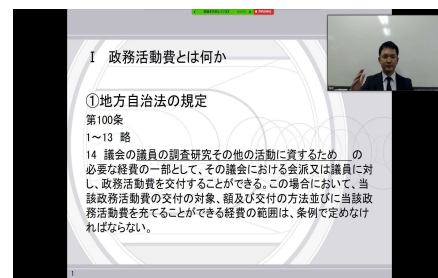 Ⅰ 政務活動費とは何か
①地方自治法の規定
第100条
1～13 略
14 議会の議員の調査研究その他の活動に資するため の
必要な経費の一部として、その議会における会派又は議員に対
し、政務活動費を交付することができる。この場合において、当
該政務活動費の交付の対象、額及び交付の方法並びに当該政
務活動費を充てることができる経費の範囲は、条例で定めなけ
ればならない。
1